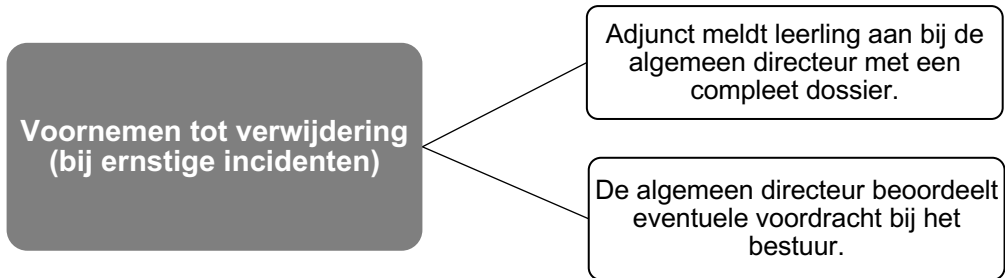 Voornemen tot verwijdering
(bij ernstige incidenten)
Adjunct meldt leerling aan bij de
algemeen directeur met een
compleet dossier.
De algemeen directeur beoordeelt
eventuele voordracht bij het
bestuur.